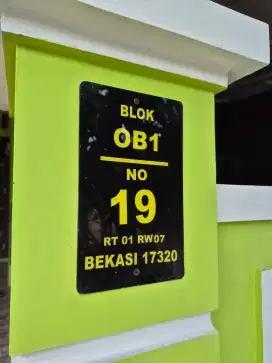 BLOK
OB1
NO
19
RT 01 RW07
BEKASI 17320